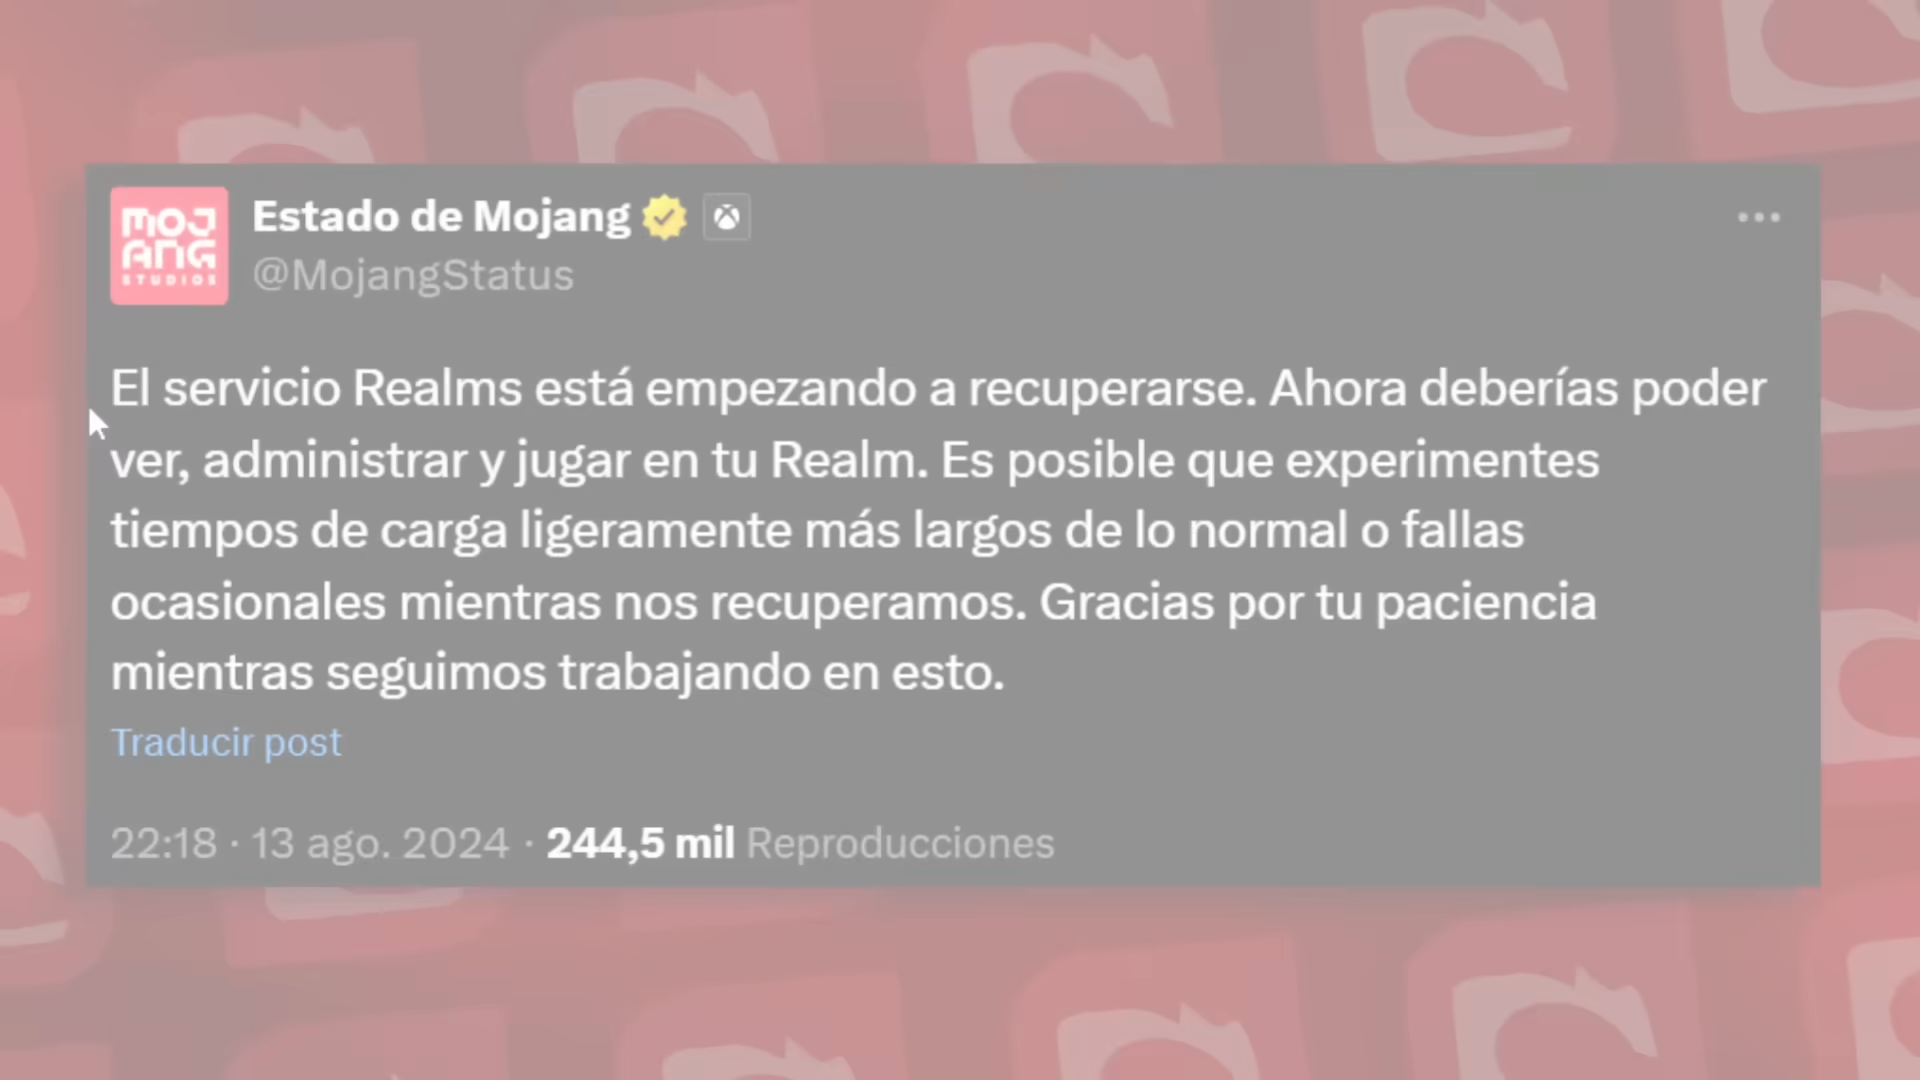 MOJ
ANG
STUDIOS
Estado de Mojang
@MojangStatus
El servicio Realms está empezando a recuperarse. Ahora deberías poder
ver, administrar y jugar en tu Realm. Es posible que experimentes
tiempos de carga ligeramente más largos de lo normal o fallas
ocasionales mientras nos recuperamos. Gracias por tu paciencia
mientras seguimos trabajando en esto.
Traducir post
22:18 · 13 ago. 2024 · 244,5 mil Reproducciones